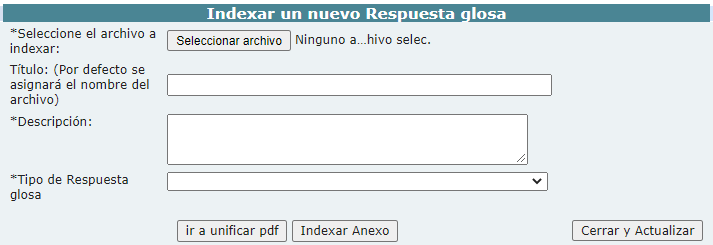 Indexar un nuevo Respuesta glosa
*Seleccione el archivo a
indexar:
Seleccionar archivo Ninguno a...hivo selec.
Título: (Por defecto se
asignará el nombre del
archivo)
*Descripción:
*Tipo de Respuesta
glosa
ir a unificar pdf Indexar Anexo Cerrar y Actualizar